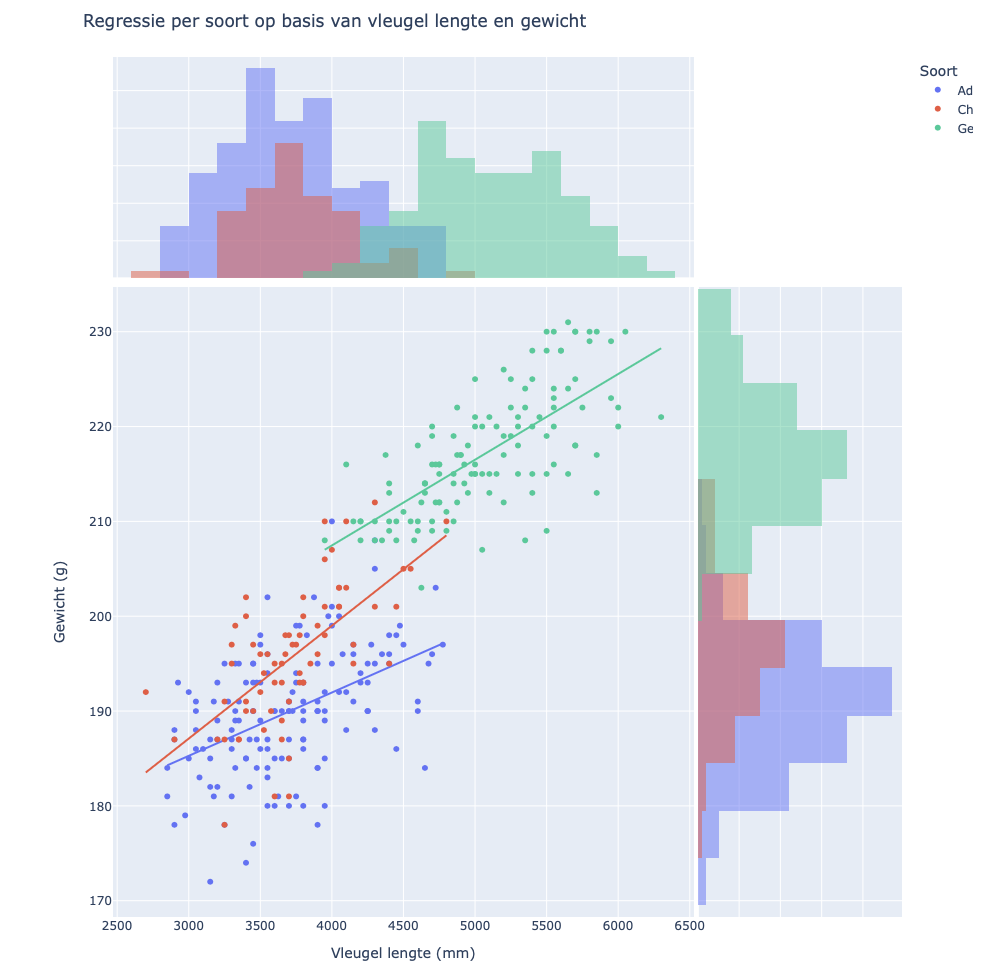 Regressie per soort op basis van vleugel lengte en gewicht
Soort
Ad
Ch
Ge
230
220
210
200
190
180
170
Gewicht (g)
2500 3000 3500 4000 4500 5000 5500 6000 6500
Vleugel lengte (mm)